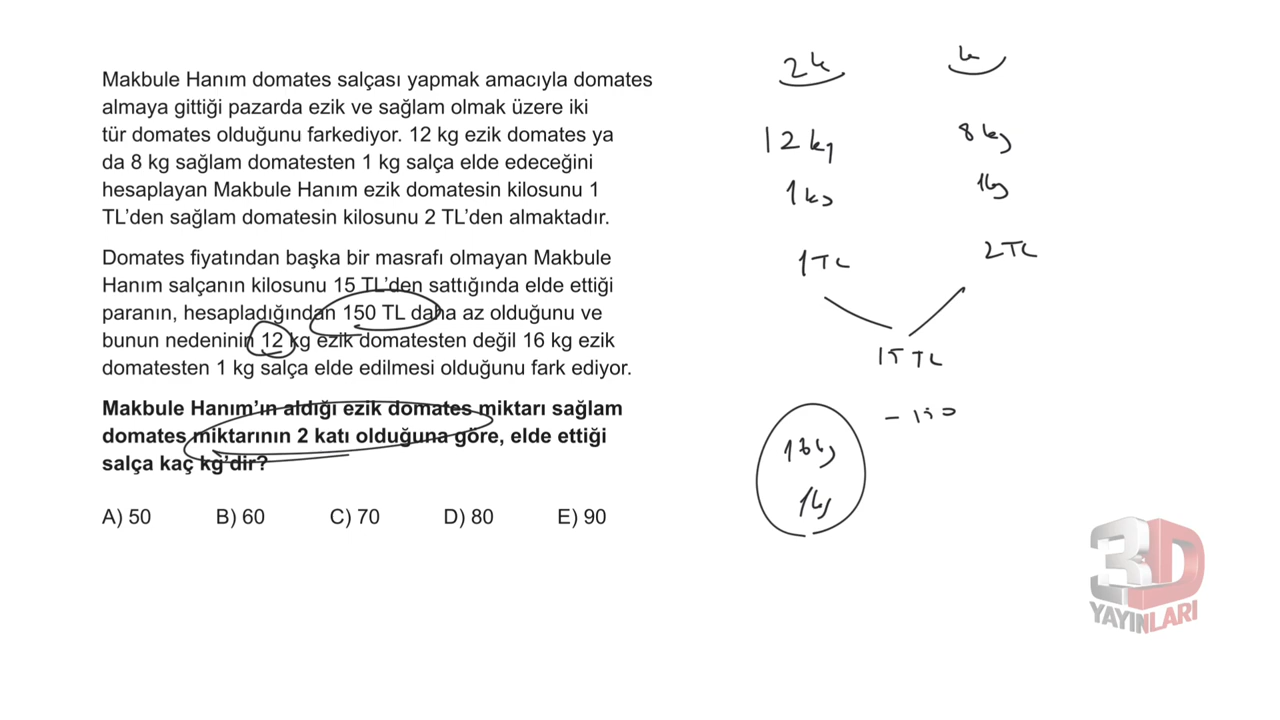 Makbule Hanım domates salçası yapmak amacıyla domates
almaya gittiği pazarda ezik ve sağlam olmak üzere iki
tür domates olduğunu farkediyor. 12 kg ezik domates ya
da 8 kg sağlam domatesten 1 kg salça elde edeceğini
hesaplayan Makbule Hanım ezik domatesin kilosunu 1
TL'den sağlam domatesin kilosunu 2 TL'den almaktadır.
Domates fiyatından başka bir masrafı olmayan Makbule
Hanım salçanın kilosunu 15 TL'den sattığında elde ettiği
paranın, hesapladığından 150 TL daha az olduğunu ve
bunun nedeninin 12 kg ezik domatesten değil 16 kg ezik
domatesten 1 kg salça elde edilmesi olduğunu fark ediyor.
Makbule Hanım'ın aldığı ezik domates miktarı sağlam
domates miktarının 2 katı olduğuna göre, elde ettiği
salça kaç kg'dir?
A) 50 B) 60 C) 70 D) 80 E) 90
2k k
12 kg 8 kg
1 kg 1kg
1 TL 2 TL
15 TL
- 150
16kg
1kg
3D
YAYINLARI